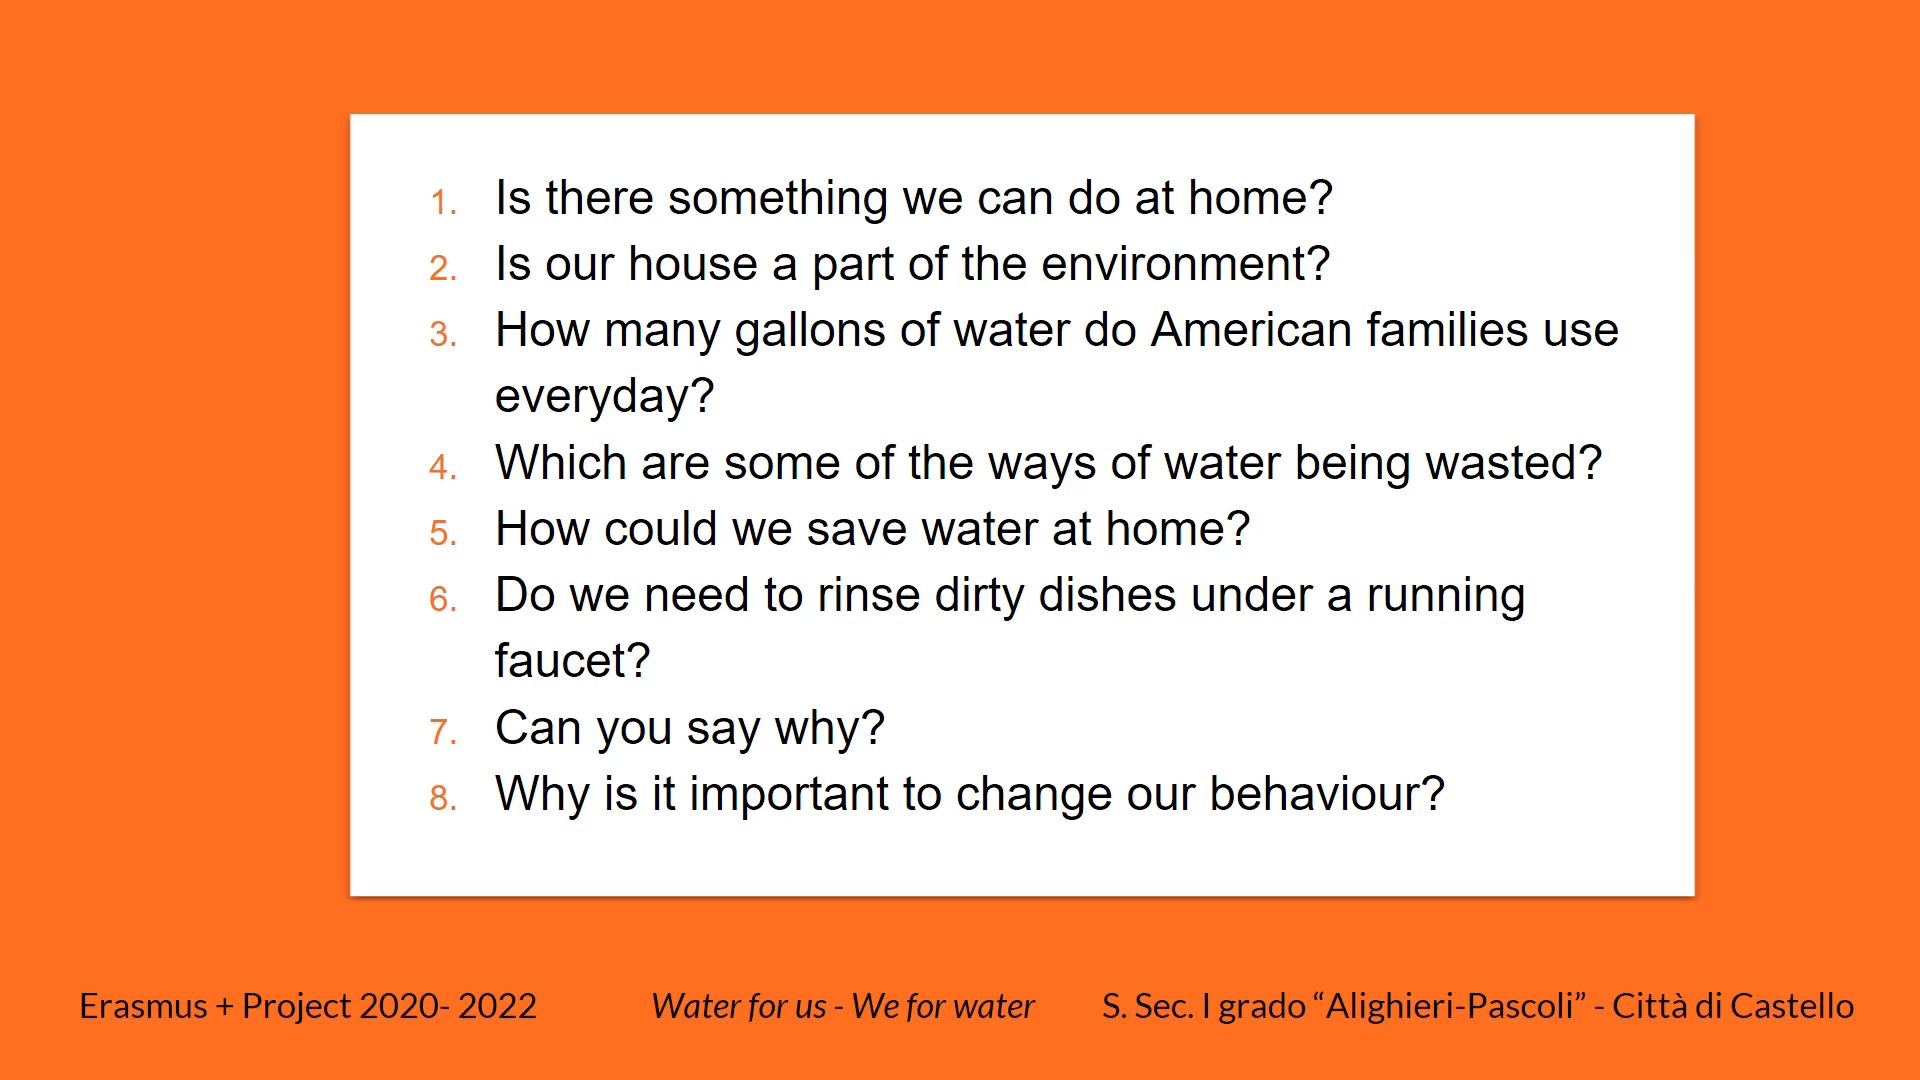 1. Is there something we can do at home?
2. Is our house a part of the environment?
3. How many gallons of water do American families use
everyday?
4. Which are some of the ways of water being wasted?
5. How could we save water at home?
6. Do we need to rinse dirty dishes under a running
faucet?
7. Can you say why?
8. Why is it important to change our behaviour?
Erasmus + Project 2020- 2022
Water for us - We for water
S. Sec. I grado “Alighieri-Pascoli” - Città di Castello